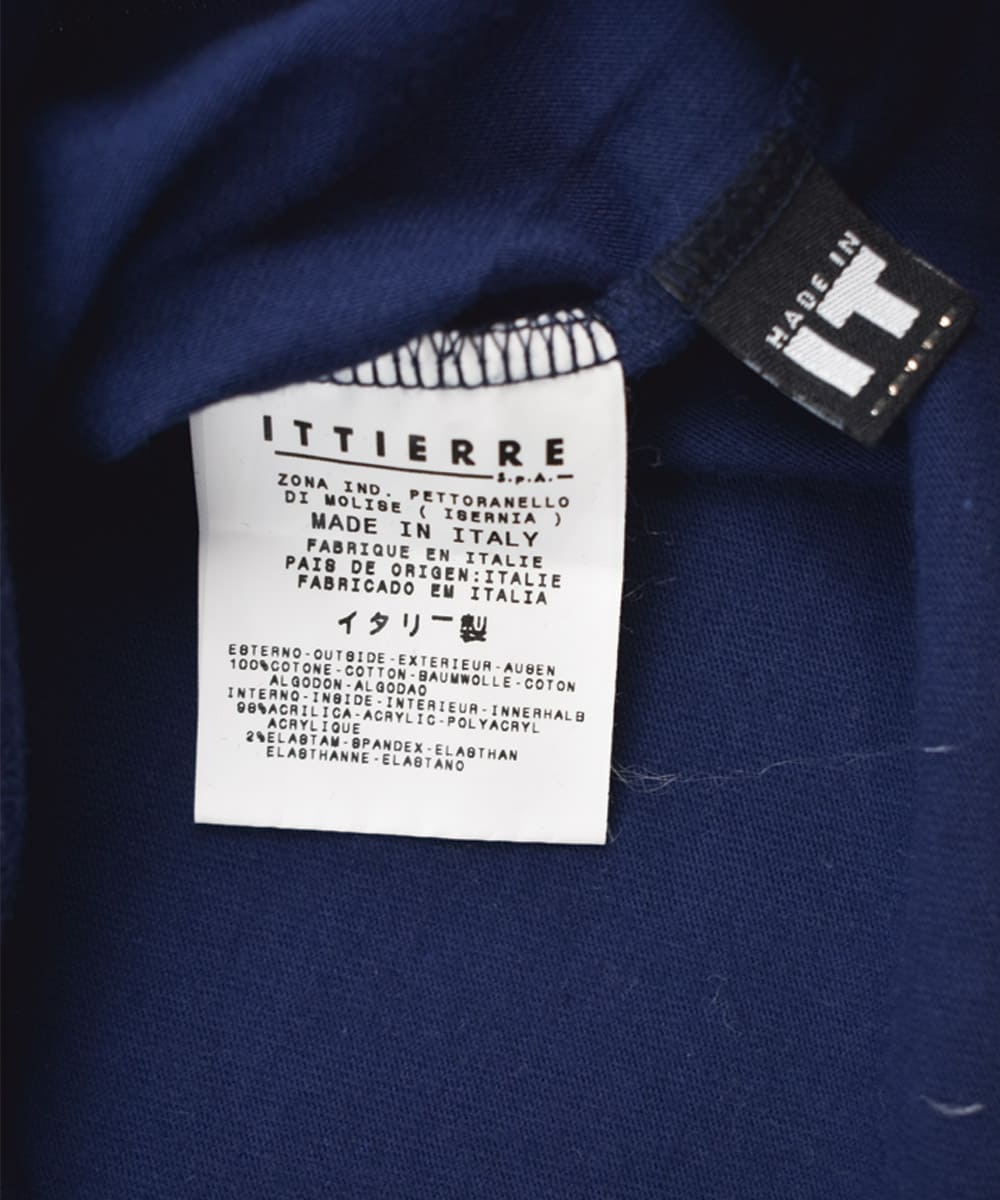 ITTIERRE
S.p.A.
ZONA IND. PETTORANELLO
DI MOLISE ( ISERNIA )
MADE IN ITALY
FABRIQUE EN ITALIE
PAIS DE ORIGEN:ITALIE
FABRICADO EM ITALIA
イタリー製
ESTERNO-OUTSIDE-EXTERIEUR-AUSEN
100%COTONE-COTTON-BAUMWOLLE-COTON
ALGODON-ALGODAO
INTERNO-INSIDE-INTERIEUR-INNERHALB
98%ACRILICA-ACRYLIC-POLYACRYL
ACRYLIQUE
2%ELASTAM-SPANDEX-ELASTHAN
ELASTHANNE-ELASTANO
MADE IN
IT